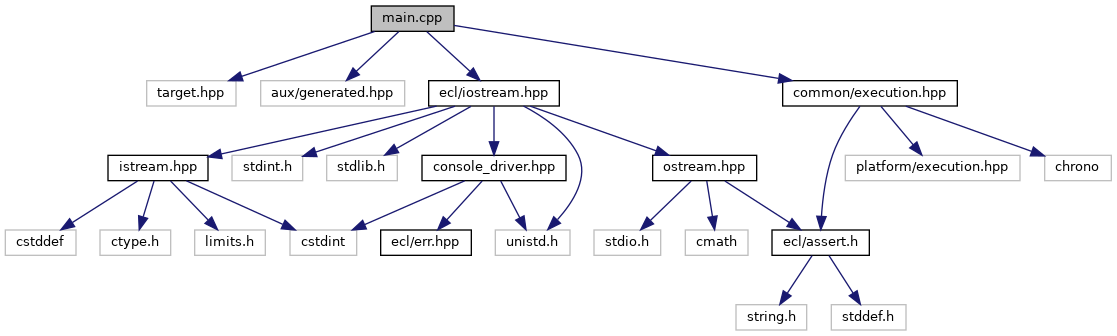 main.cpp
target.hpp
aux/generated.hpp
ecl/iostream.hpp
common/execution.hpp
istream.hpp
stdint.h
stdlib.h
console_driver.hpp
ostream.hpp
platform/execution.hpp
chrono
cstddef
ctype.h
limits.h
cstdint
ecl/err.hpp
unistd.h
stdio.h
cmath
ecl/assert.h
string.h
stddef.h